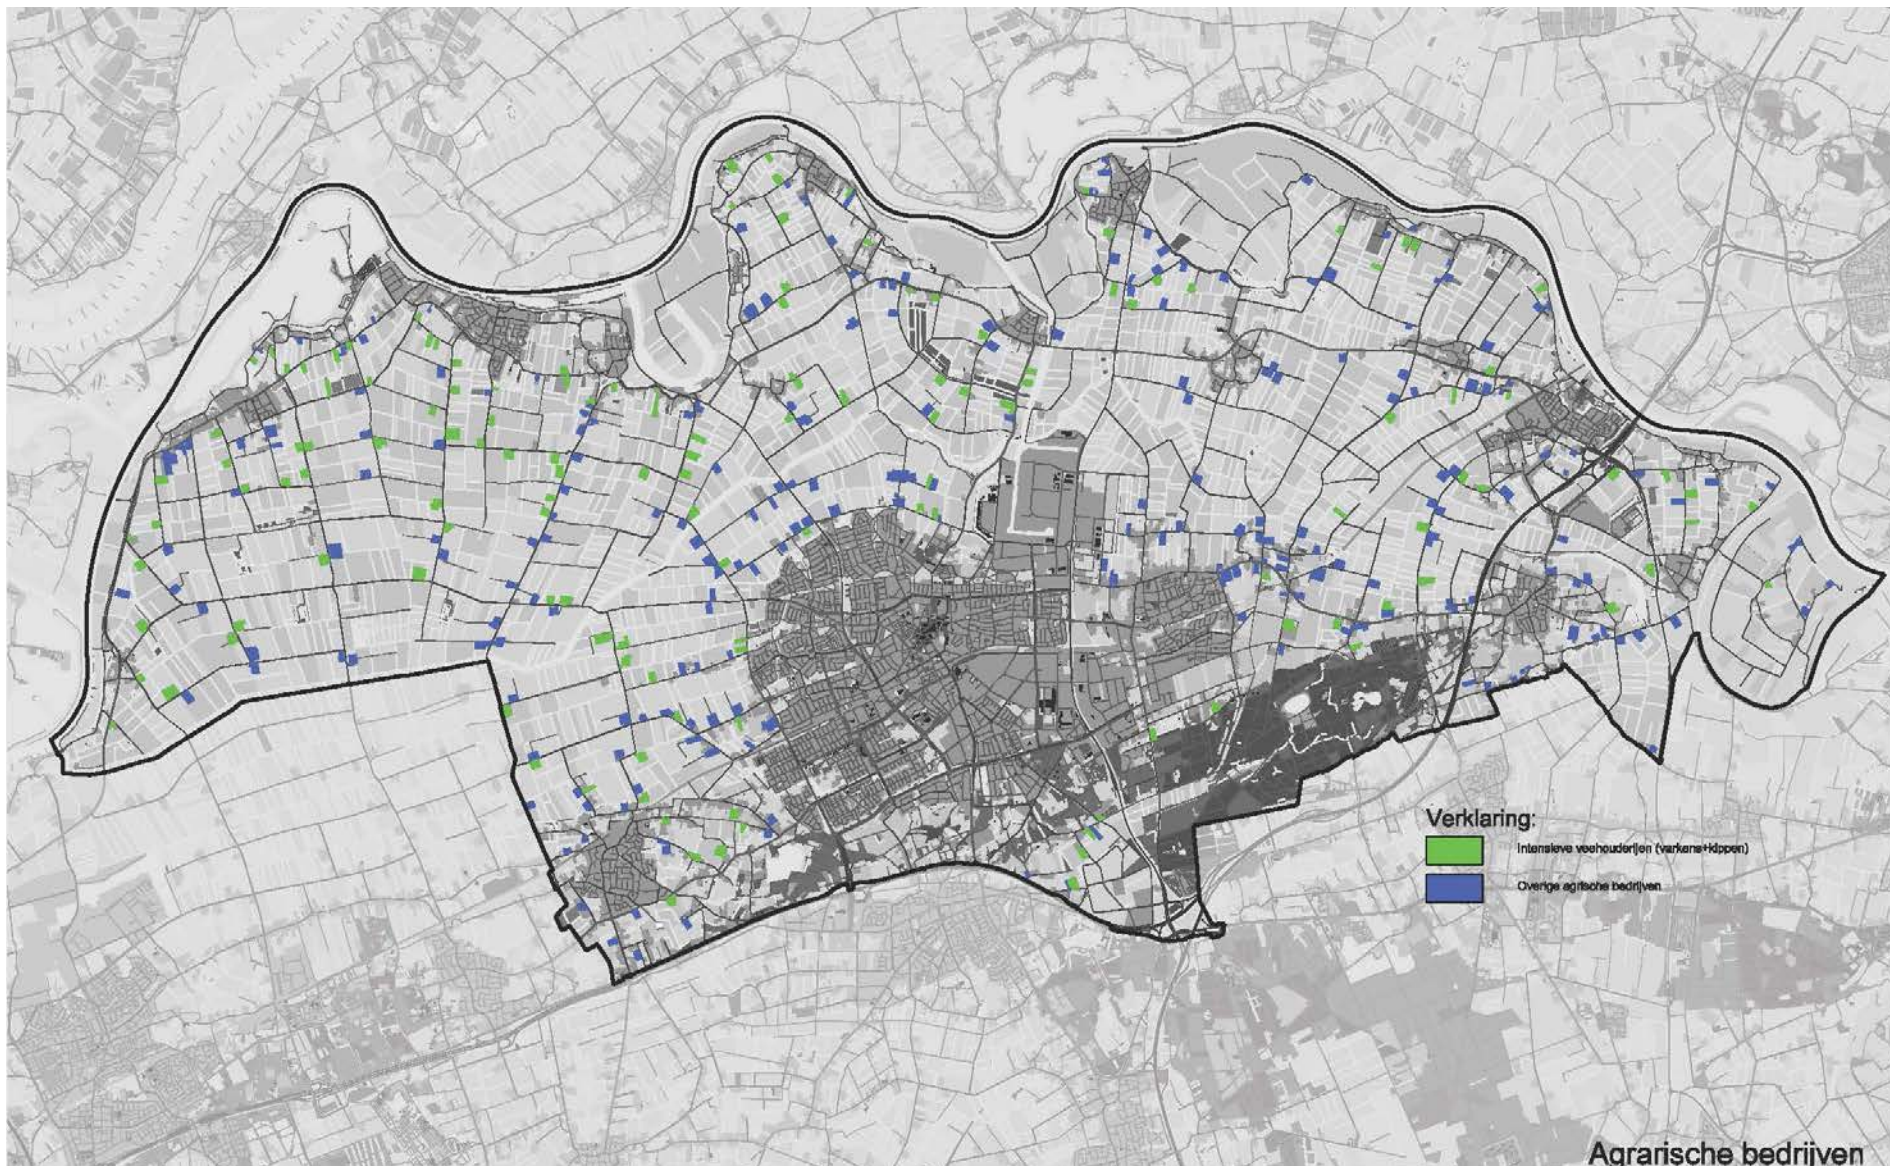 Verklaring:
Intensieve veehouderijen (varkens+kippen)
Overige agrische bedrijven
Agrarische bedrijven